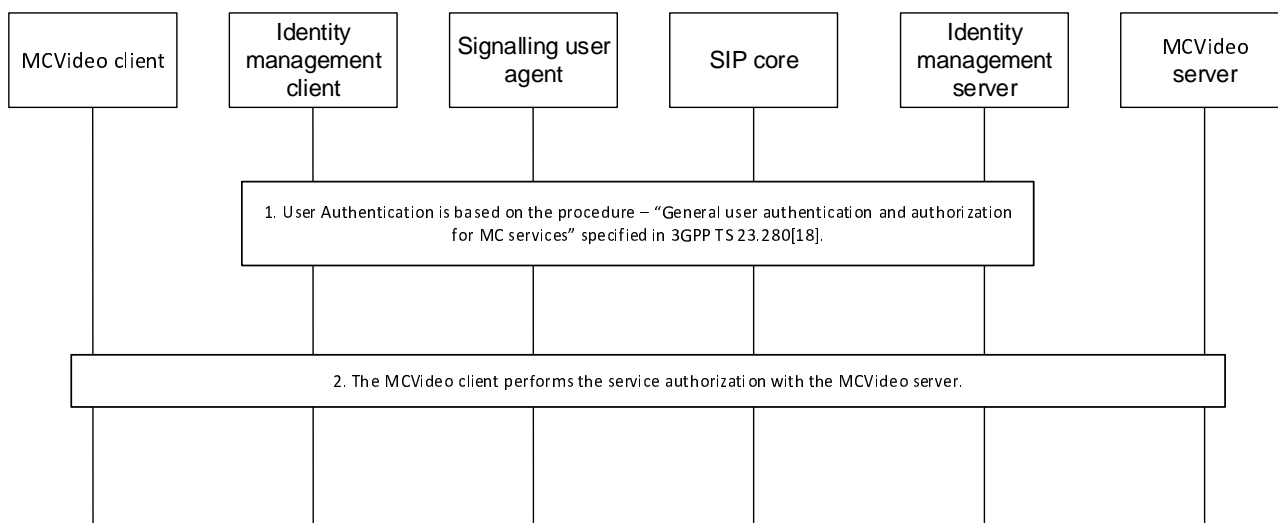 MCVideo client
Identity
management
client
Signalling user
agent
SIP core
Identity
management
server
MCVideo
server
1. User Authentication is based on the procedure – “General user authentication and authorization
for MC services” specified in 3GPP TS 23.280[18].
2. The MCVideo client performs the service authorization with the MCVideo server.